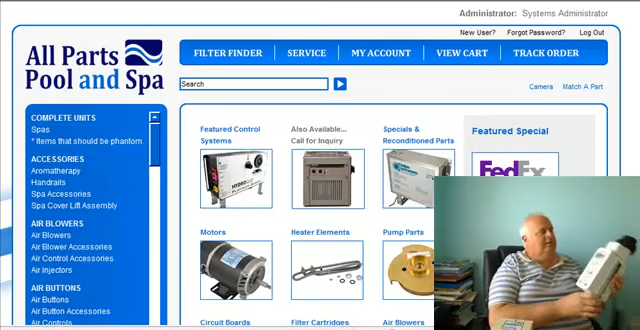 Administrator: Systems Administrator
New User? Forgot Password? Log Out
All Parts
Pool and Spa
FILTER FINDER SERVICE MY ACCOUNT VIEW CART TRACK ORDER
Search
Camera Match A Part
COMPLETE UNITS
Spas
* Items that should be phantom
ACCESSORIES
Aromatherapy
Handrails
Spa Accessories
Spa Cover Lift Assembly
AIR BLOWERS
Air Blowers
Air Blower Accessories
Air Control Accessories
Air Injectors
AIR BUTTONS
Air Buttons
Air Button Accessories
Air Controls
Featured Control
Systems
Also Available...
Call for Inquiry
Specials &
Reconditioned Parts
Featured Special
HYDRO
FedEx
Motors
Heater Elements
Pump Parts
Circuit Boards
Filter Cartridges
Air Blowers